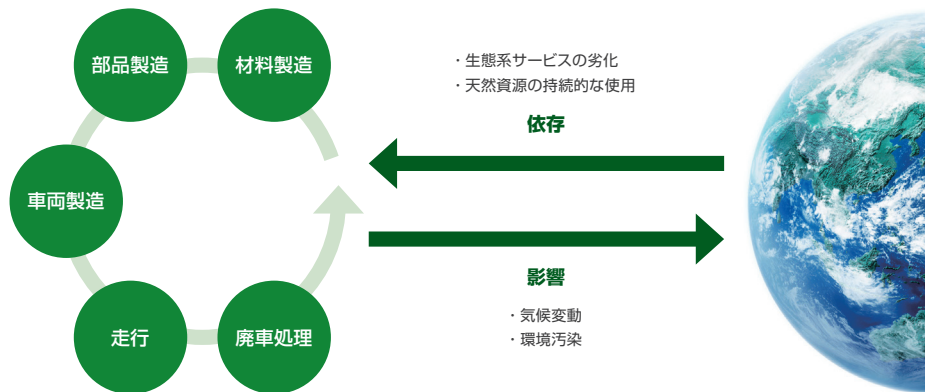 部品製造
材料製造
車両製造
走行
廃車処理
・生態系サービスの劣化
・天然資源の持続的な使用
依存
影響
・気候変動
・環境汚染